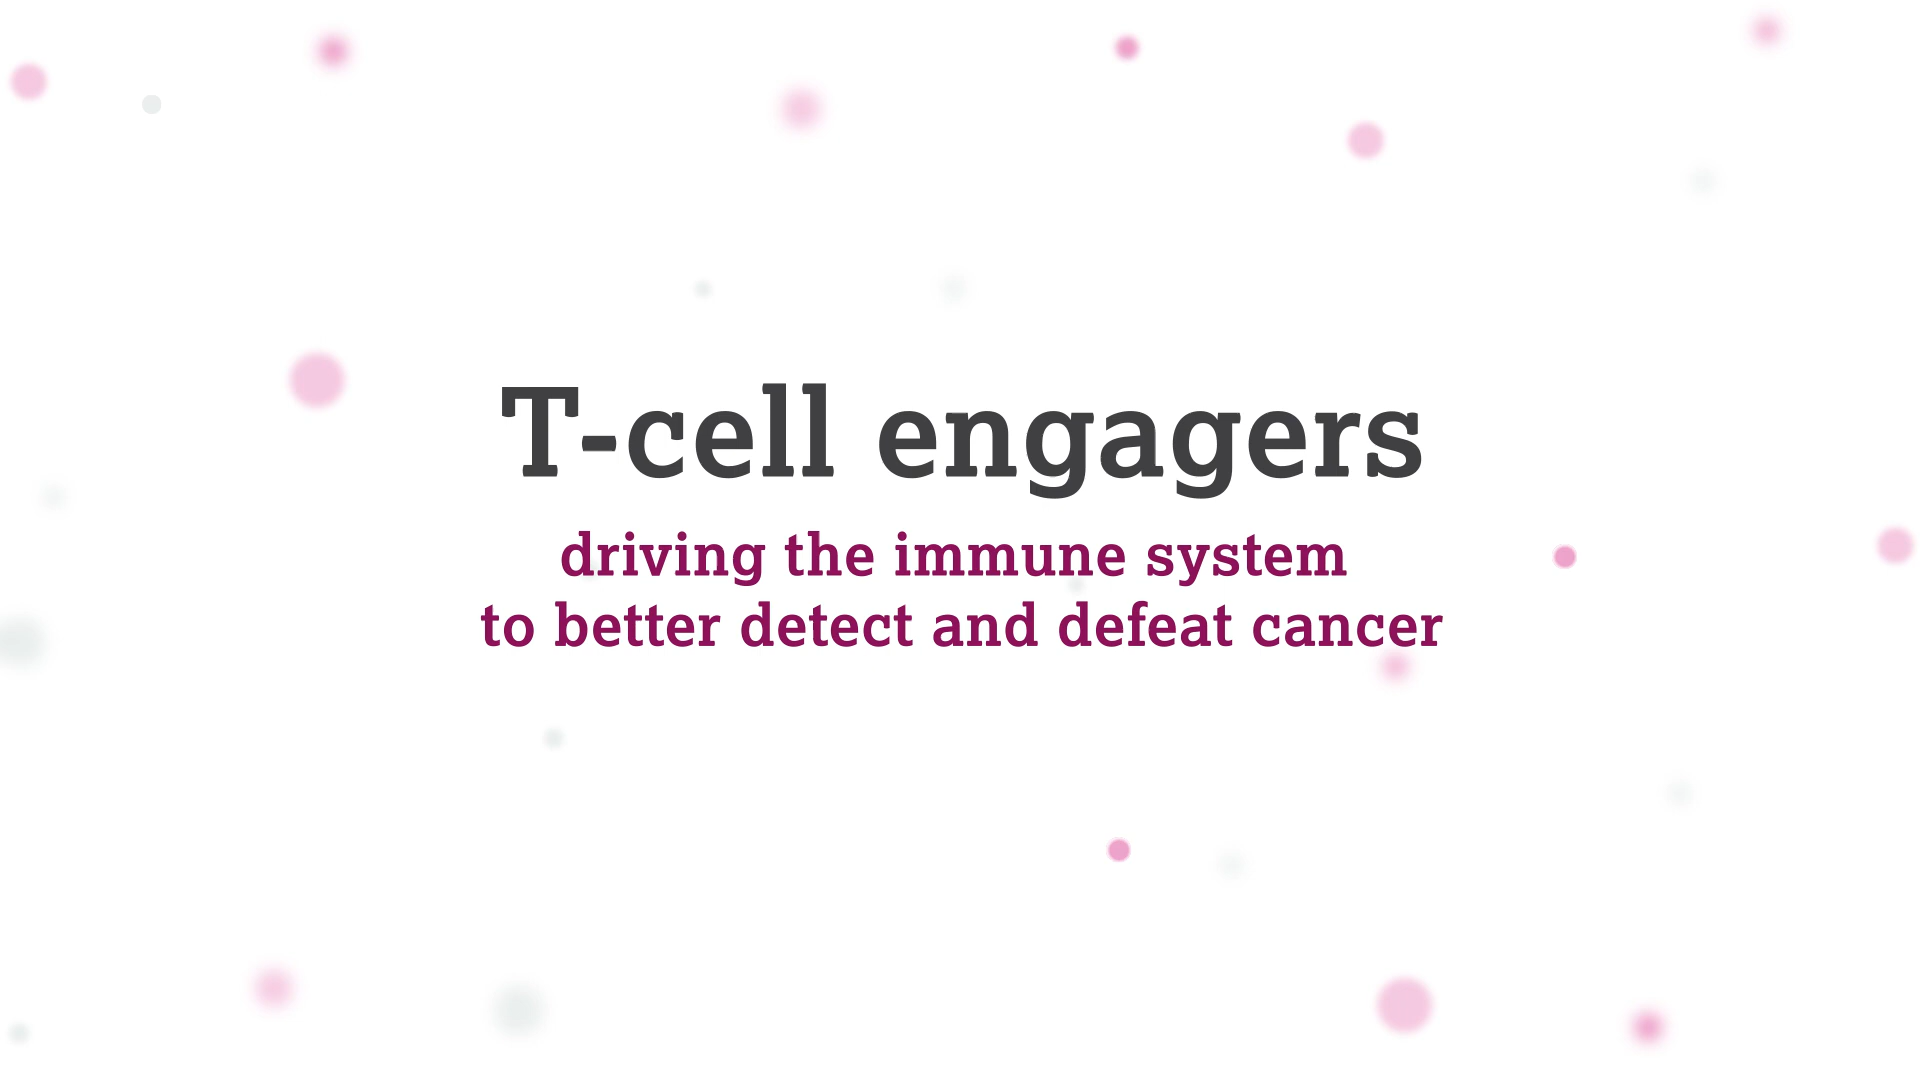 T-cell engagers
driving the immune system
to better detect and defeat cancer